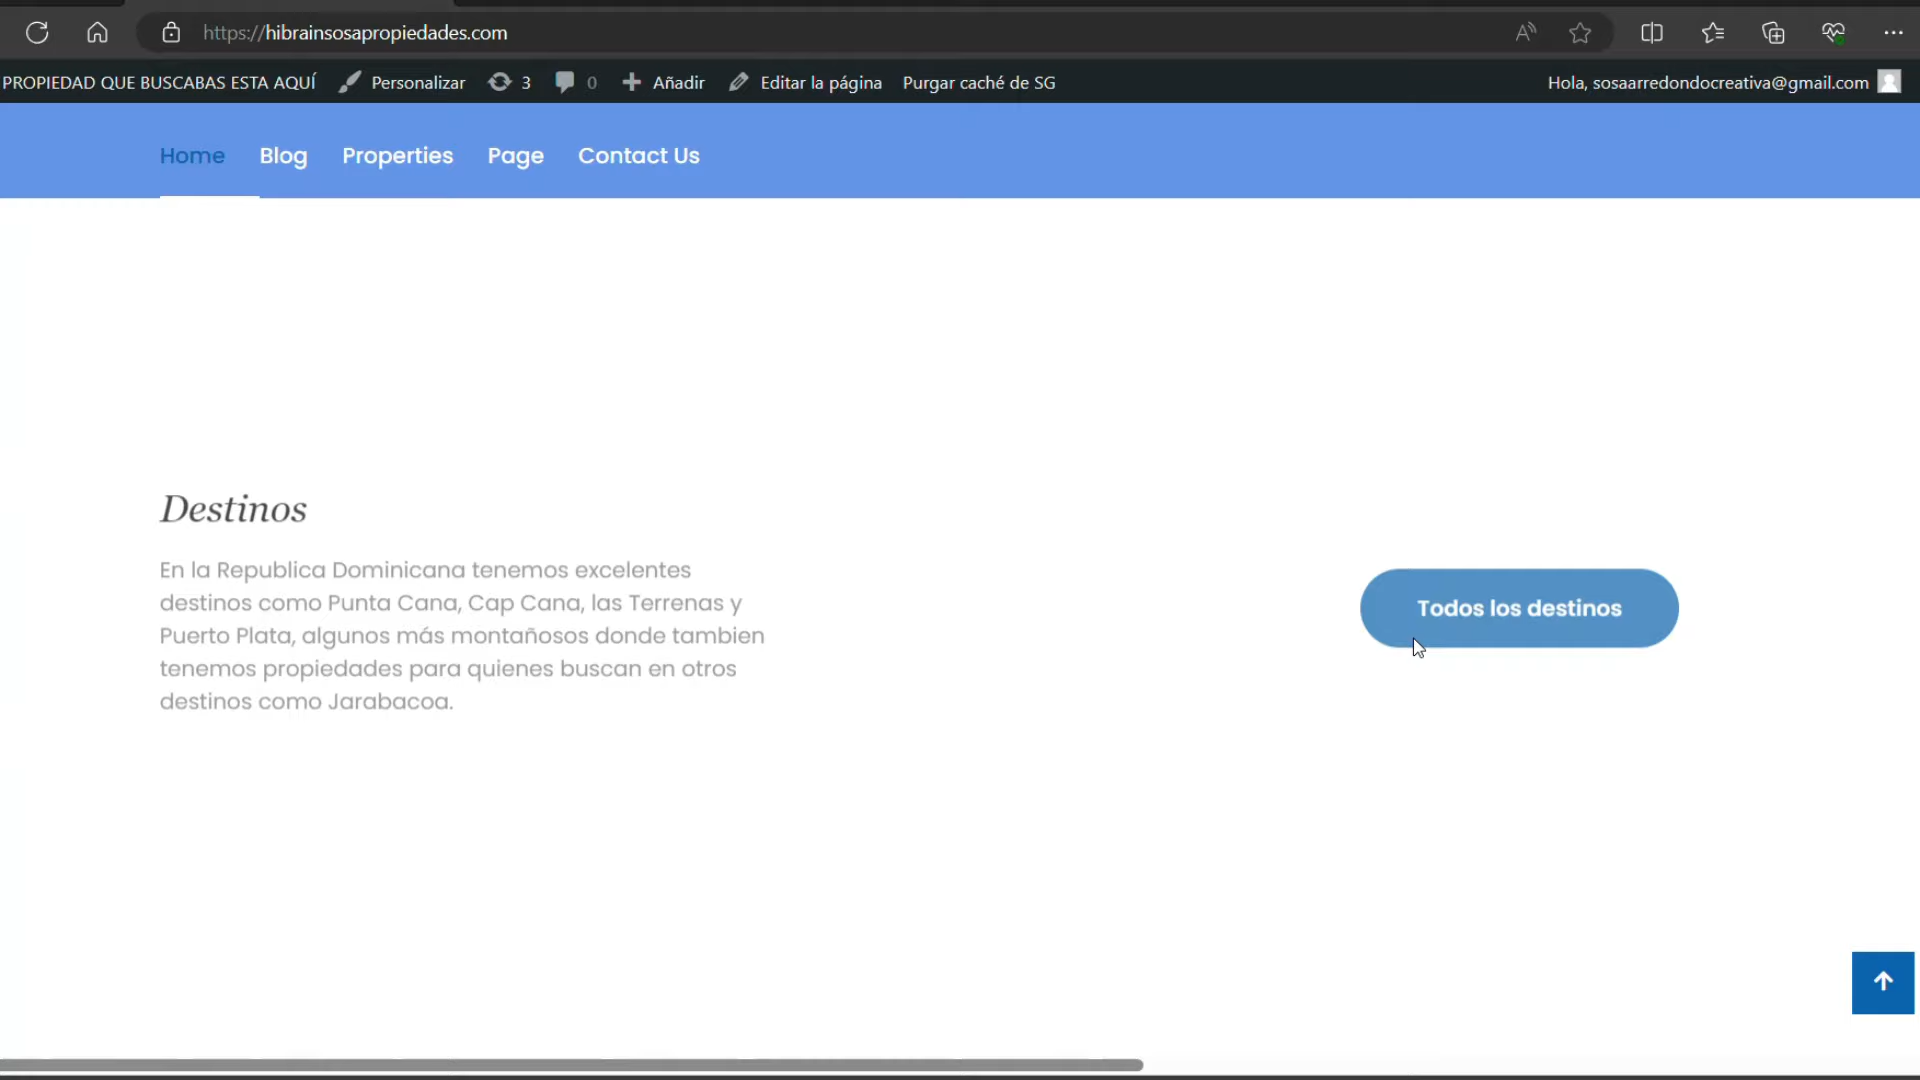 https://hibrainsosapropiedades.com
PROPIEDAD QUE BUSCABAS ESTA AQUÍ Personalizar 3 0 Añadir Editar la página Purgar caché de SG Hola, sosaarredondocreativa@gmail.com
Home Blog Properties Page Contact Us
Destinos
En la Republica Dominicana tenemos excelentes
destinos como Punta Cana, Cap Cana, las Terrenas y
Puerto Plata, algunos más montañosos donde tambien
tenemos propiedades para quienes buscan en otros
destinos como Jarabacoa.
Todos los destinos